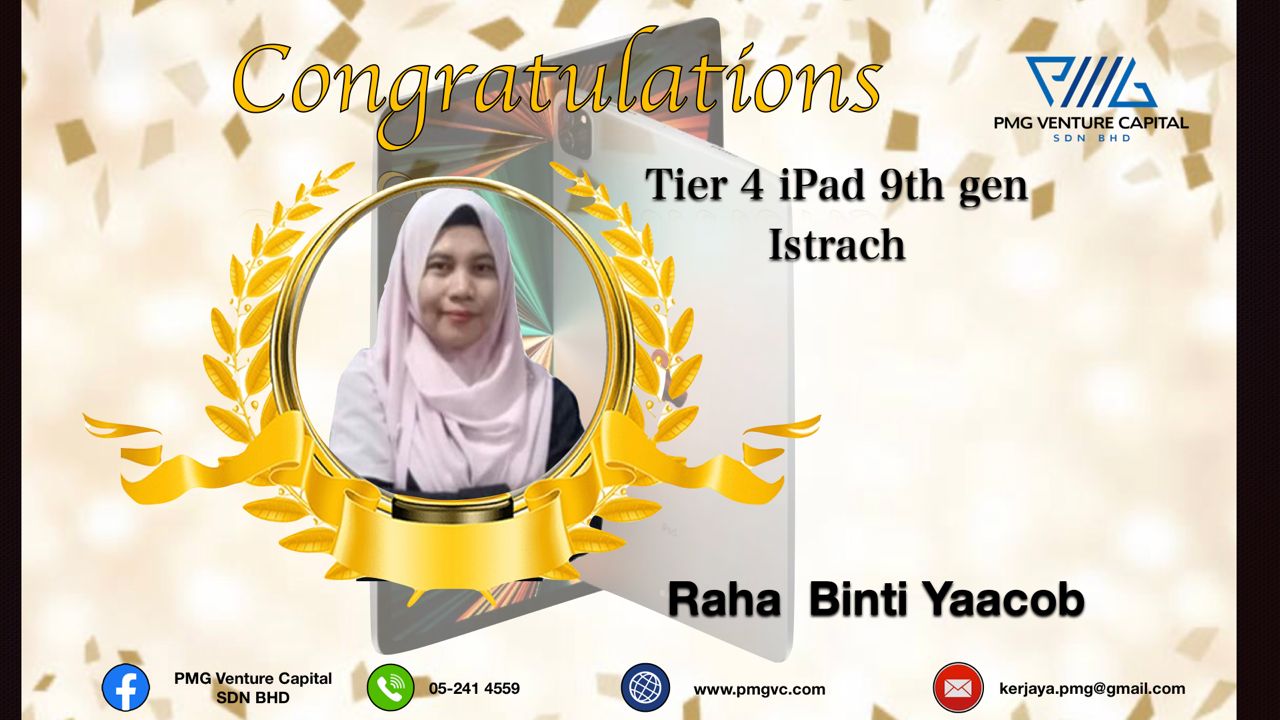 Congratulations
PMG VENTURE CAPITAL
SDN BHD
Tier 4 iPad 9th gen
Istrach
Raha Binti Yaacob
PMG Venture Capital
SDN BHD
05-241 4559
www.pmgvc.com
kerjaya.pmg@gmail.com